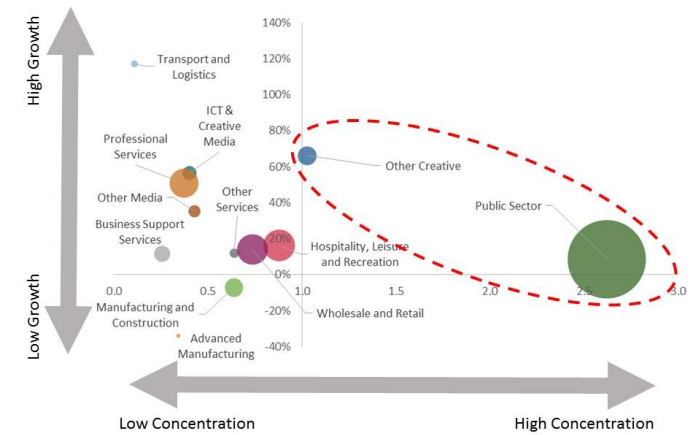 High Growth
Low Growth
140%
120%
100%
80%
60%
40%
20%
0%
-20%
-40%
0.0
0.5
1.0
1.5
2.0
2.5
3.0
Transport and
Logistics
ICT &
Creative
Media
Professional
Services
Other Creative
Other Media
Other
Services
Public Sector
Business Support
Services
Hospitality, Leisure
and Recreation
Manufacturing and
Construction
Wholesale and Retail
Advanced
Manufacturing
Low Concentration
High Concentration